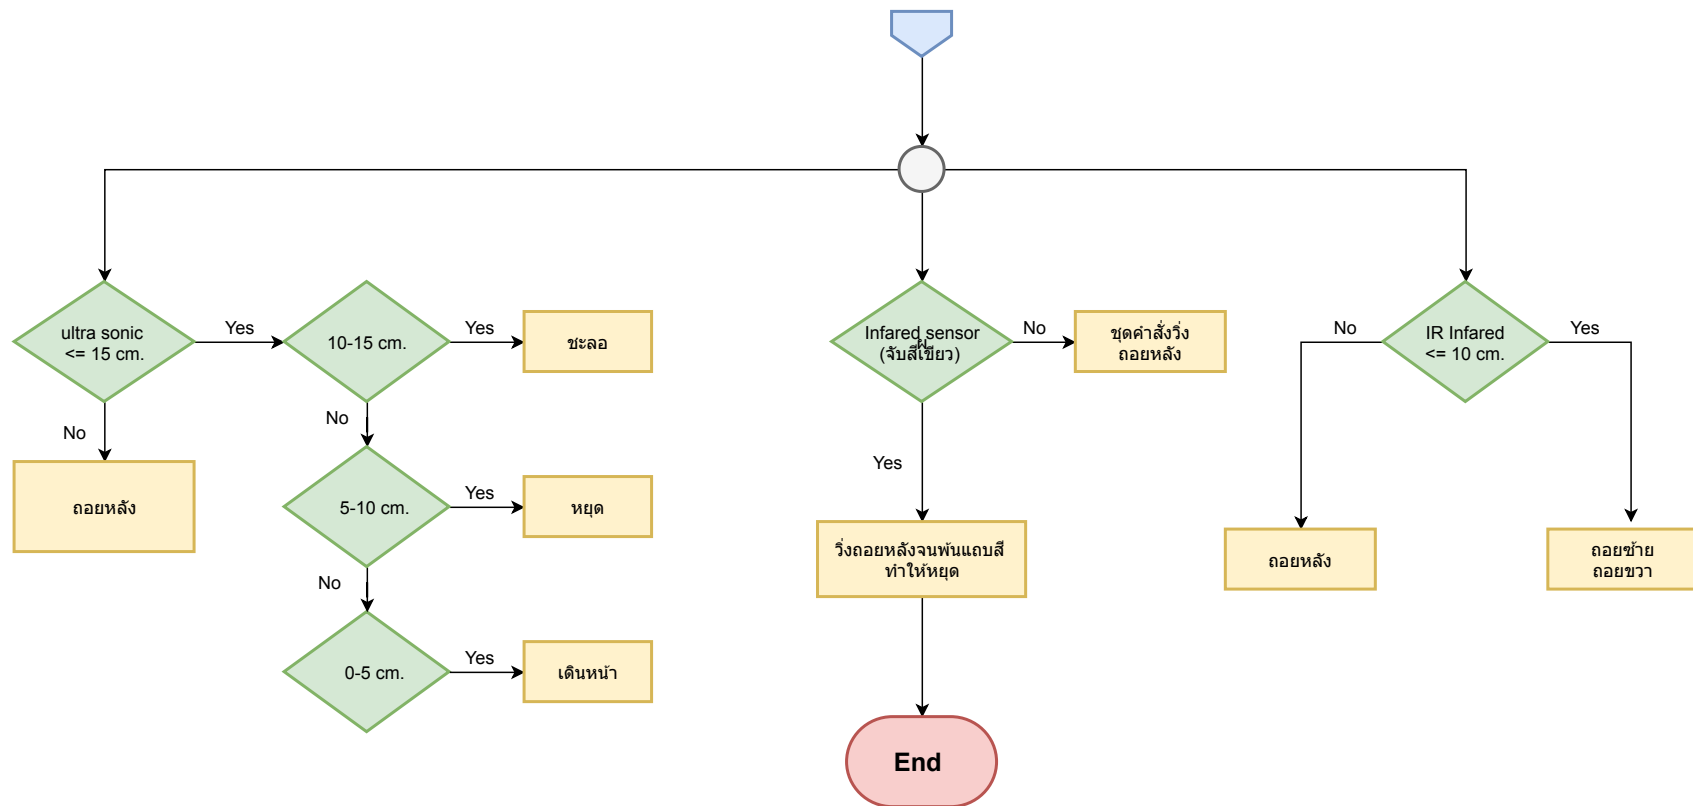 ultra sonic
<= 15 cm.
Yes
10-15 cm.
Yes
ชะลอ
No
ถอยหลัง
No
5-10 cm.
Yes
หยุด
No
0-5 cm.
Yes
เดินหน้า
Infared sensor
(จับสีเขียว)
No
ชุดคำสั่งวิ่ง
ถอยหลัง
Yes
วิ่งถอยหลังจนพ้นแถบสี
ทำให้หยุด
End
IR Infared
<= 10 cm.
No
Yes
ถอยหลัง
ถอยซ้าย
ถอยขวา